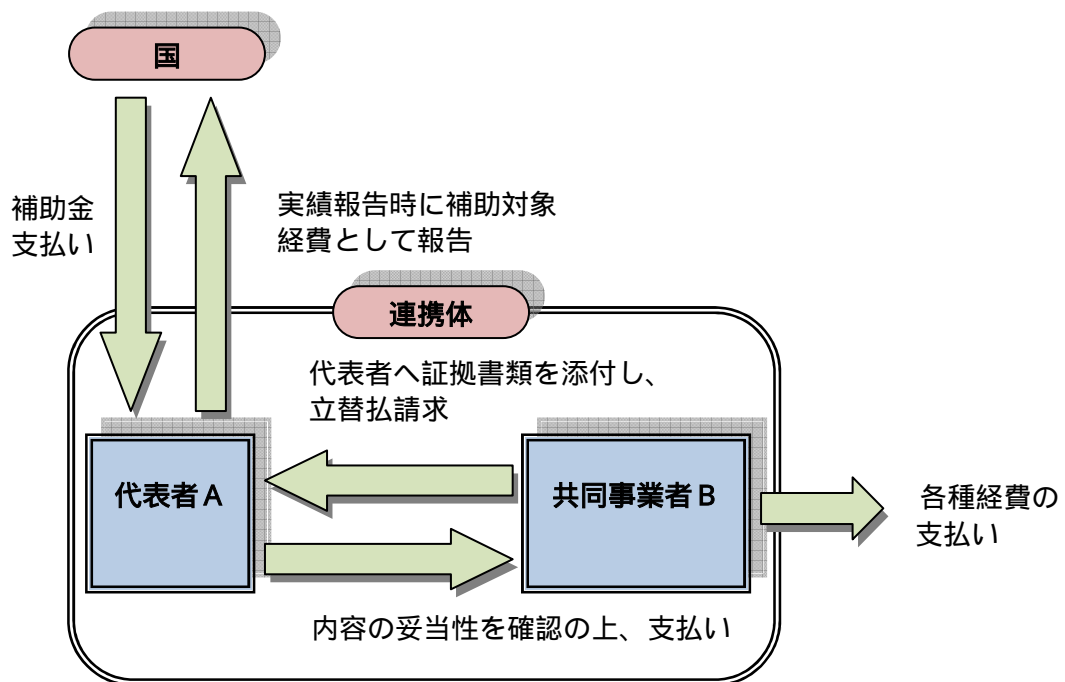 国
補助金
支払い
実績報告時に補助対象
経費として報告
連携体
代表者へ証拠書類を添付し、
立替払請求
代表者A
共同事業者B
各種経費の
支払い
内容の妥当性を確認の上、支払い